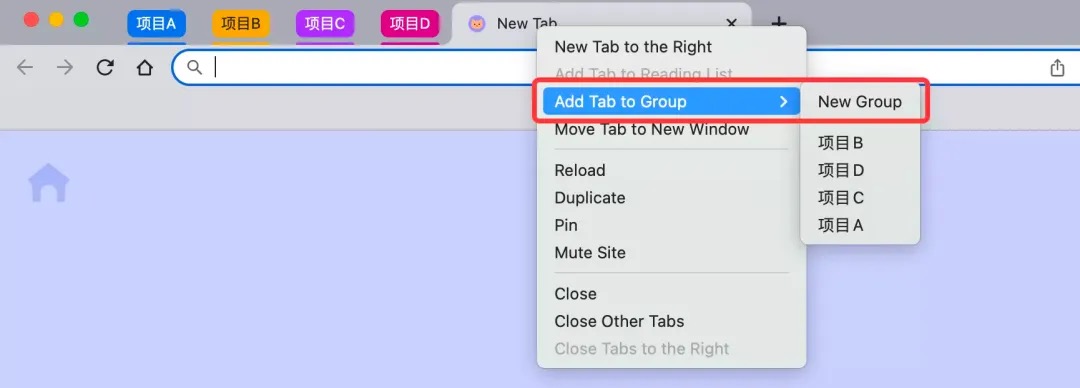 项目A
项目B
项目C
项目D
New Tab
New Tab to the Right
Add Tab to Reading List
Add Tab to Group
New Group
Move Tab to New Window
项目B
Reload
项目D
Duplicate
项目C
Pin
项目A
Mute Site
Close
Close Other Tabs
Close Tabs to the Right